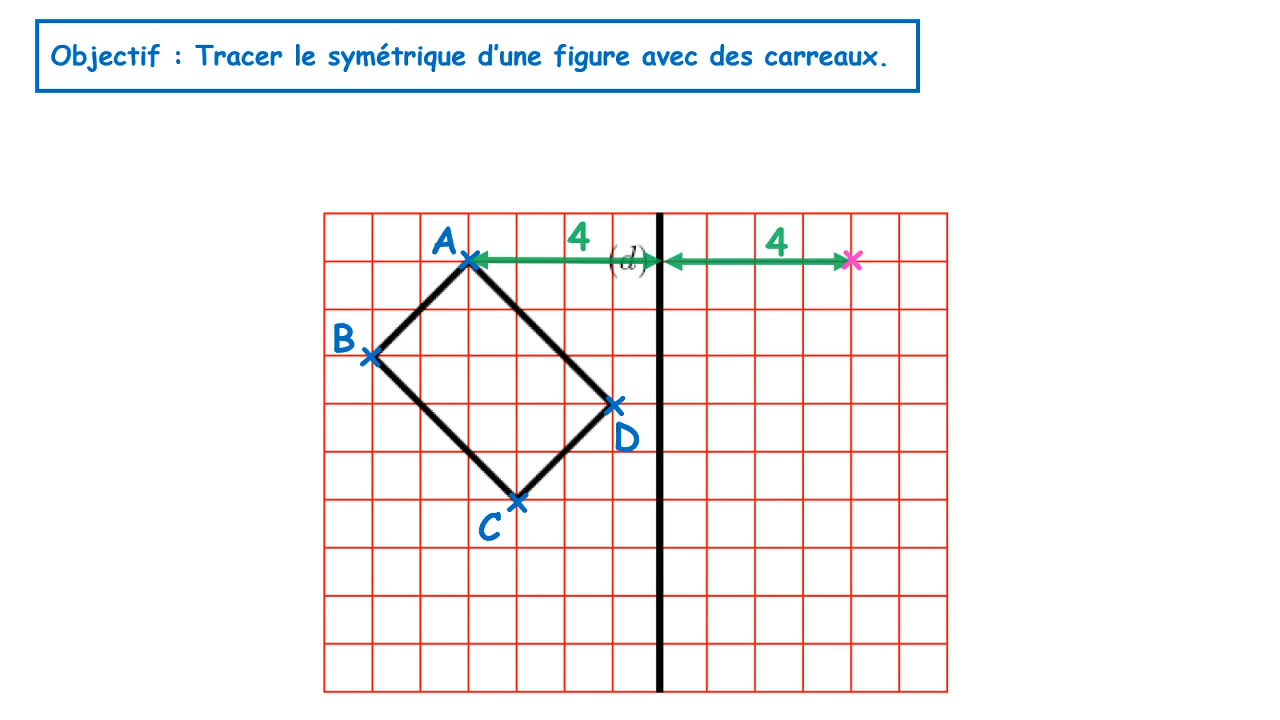 Objectif : Tracer le symétrique d’une figure avec des carreaux.
A
4
(d)
4
B
D
C